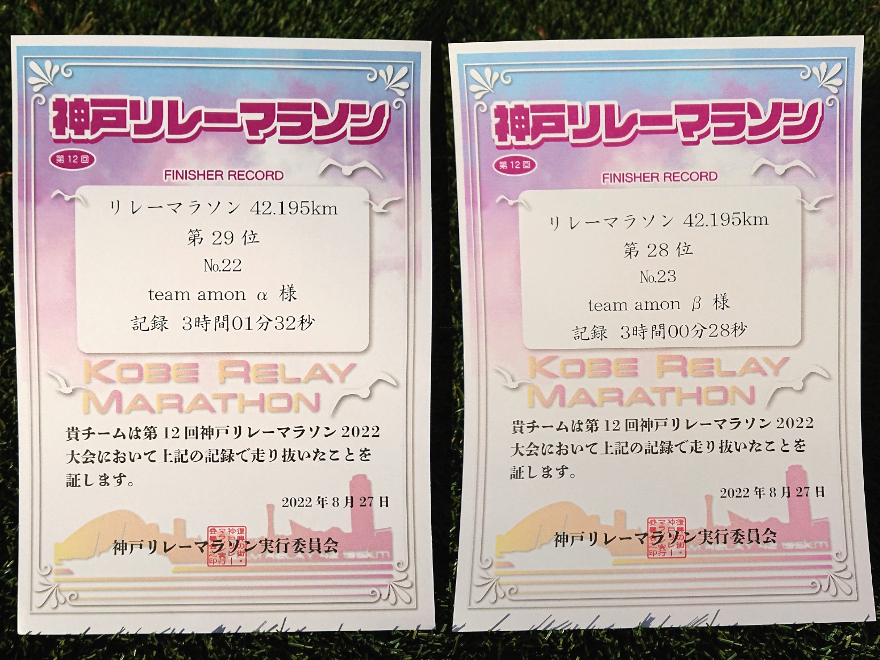 神戸リレーマラソン
第12回
FINISHER RECORD
リレーマラソン 42.195km
第 29 位
No.22
team amon α 様
記録 3時間01分32秒
KOBE RELAY
MARATHON
貴チームは第12回神戸リレーマラソン2022
大会において上記の記録で走り抜いたことを
証します。
2022年8月27日
神戸リレーマラソン実行委員会
神戸リレーマラソン
第12回
FINISHER RECORD
リレーマラソン 42.195km
第 28 位
No.23
team amon β 様
記録 3時間00分28秒
KOBE RELAY
MARATHON
貴チームは第12回神戸リレーマラソン2022
大会において上記の記録で走り抜いたことを
証します。
2022年8月27日
神戸リレーマラソン実行委員会